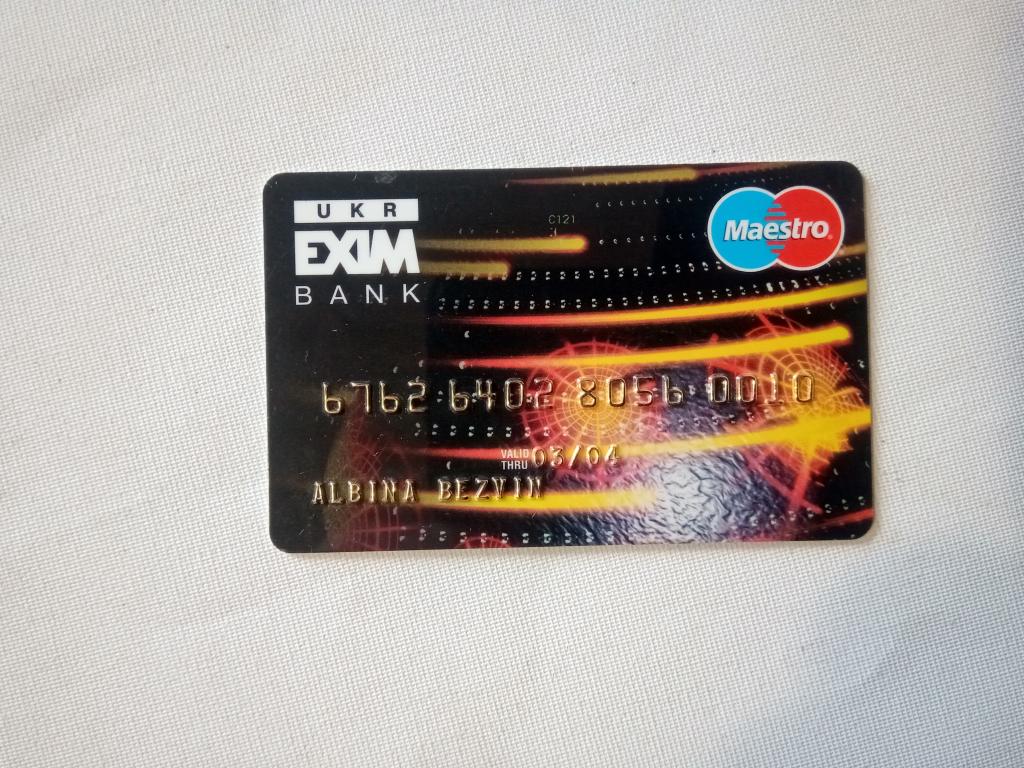 UKR
EXIM
BANK
C121
Maestro
6762 6402 8056 0010
VALID
THRU 03/04
ALBINA BEZVIN